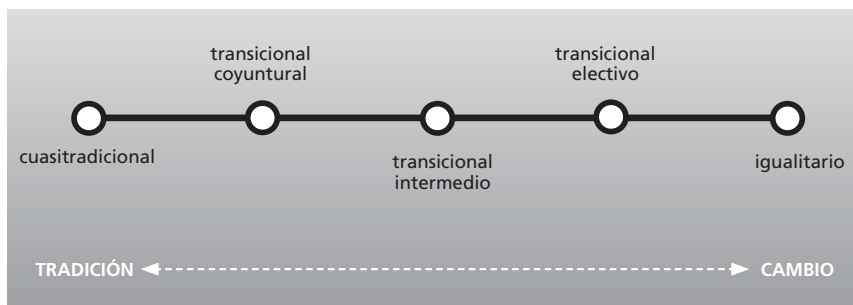 transicional
coyuntural
transicional
electivo
cuasitradicional
transicional
intermedio
igualitario
TRADICIÓN
CAMBIO